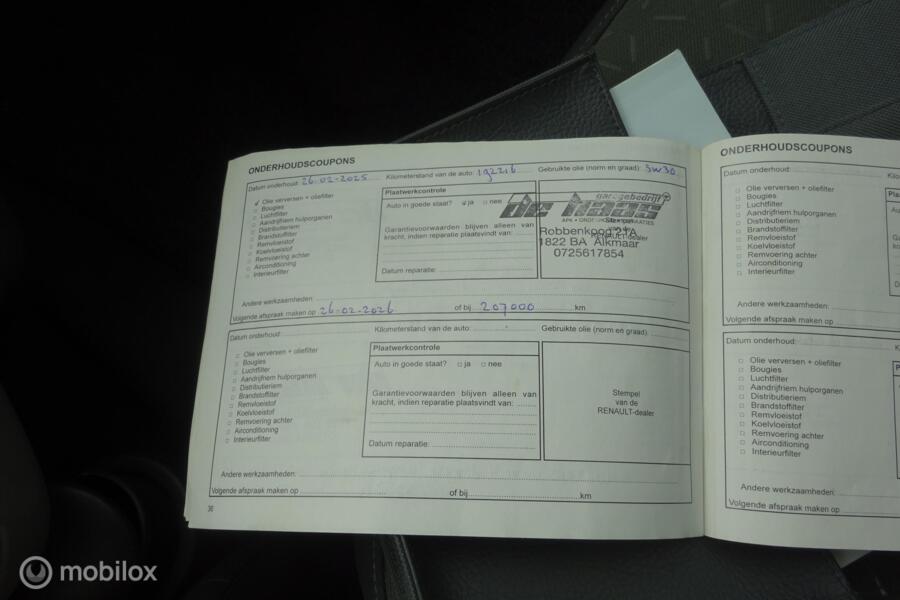 ONDERHOUDSCOUPONS
Datum onderhoud: 26-02-2025 Kilometerstand van de auto: 192216 Gebruikte olie (norm en graad): 5W30
Olie verversen + oliefilter
Bougies
Luchtfilter
Aandrijfriem hulporganen
Distributieriem
Brandstoffilter
Remvloeistof
Koelvloeistof
Remvoering achter
Airconditioning
Interieurfilter
Plaatwerkcontrole
Auto in goede staat? ja nee
Garantievoorwaarden blijven alleen van
kracht, indien reparatie plaatsvindt van:
Datum reparatie:
garagebedrijf
de Haas
Robbenkoog 21A
1822 BA Alkmaar
0725617854
RENAULT-dealer
Andere werkzaamheden:
Volgende afspraak maken op 26-02-2026 of bij 207000 km
Datum onderhoud: Kilometerstand van de auto: Gebruikte olie (norm en graad):
Olie verversen + oliefilter
Bougies
Luchtfilter
Aandrijfriem hulporganen
Distributieriem
Brandstoffilter
Remvloeistof
Koelvloeistof
Remvoering achter
Airconditioning
Interieurfilter
Plaatwerkcontrole
Auto in goede staat? ja nee
Garantievoorwaarden blijven alleen van
kracht, indien reparatie plaatsvindt van:
Datum reparatie:
Stempel
van de
RENAULT-dealer
Andere werkzaamheden:
Volgende afspraak maken op of bij km
36
ONDERHOUDSCOUPONS
Datum onderhoud:
Olie verversen + oliefilter
Bougies
Luchtfilter
Aandrijfriem hulporganen
Distributieriem
Brandstoffilter
Remvloeistof
Koelvloeistof
Remvoering achter
Airconditioning
Interieurfilter
Andere werkzaamheden:
Volgende afspraak maken op
Datum onderhoud:
Olie verversen + oliefilter
Bougies
Luchtfilter
Aandrijfriem hulporganen
Distributieriem
Brandstoffilter
Remvloeistof
Koelvloeistof
Remvoering achter
Airconditioning
Interieurfilter
Andere werkzaamheden:
Volgende afspraak maken op
mobilox